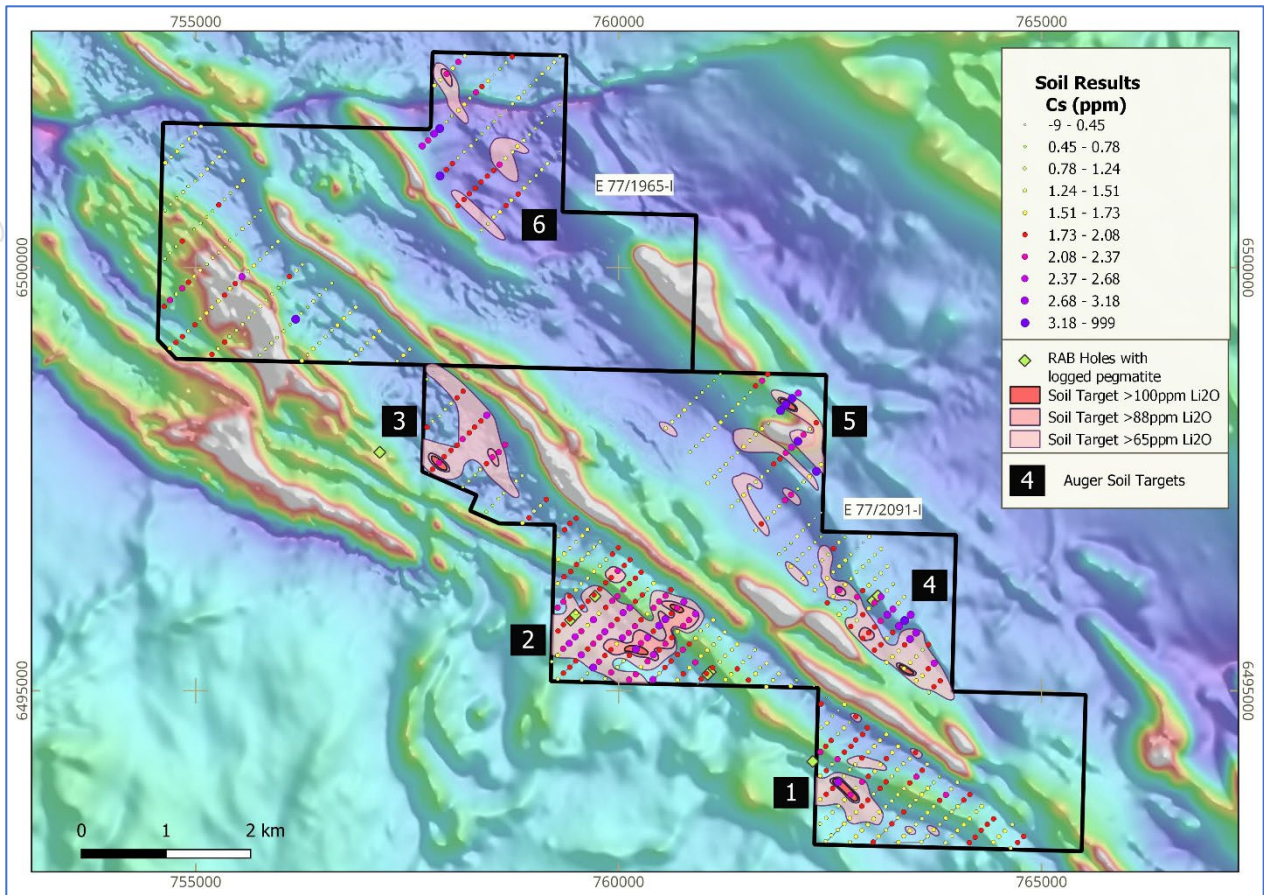 755000
760000
765000
Soil Results
Cs (ppm)
-9 - 0.45
0.45 - 0.78
0.78 - 1.24
1.24 - 1.51
1.51 - 1.73
1.73 - 2.08
2.08 - 2.37
2.37 - 2.68
2.68 - 3.18
3.18 - 999
RAB Holes with
logged pegmatite
Soil Target >100ppm Li2O
Soil Target >88ppm Li2O
Soil Target >65ppm Li2O
4 Auger Soil Targets
E 77/1965-I
6
6500000
6500000
3
5
E 77/2091-I
4
2
6495000
6495000
1
0 1 2 km
755000
760000
765000